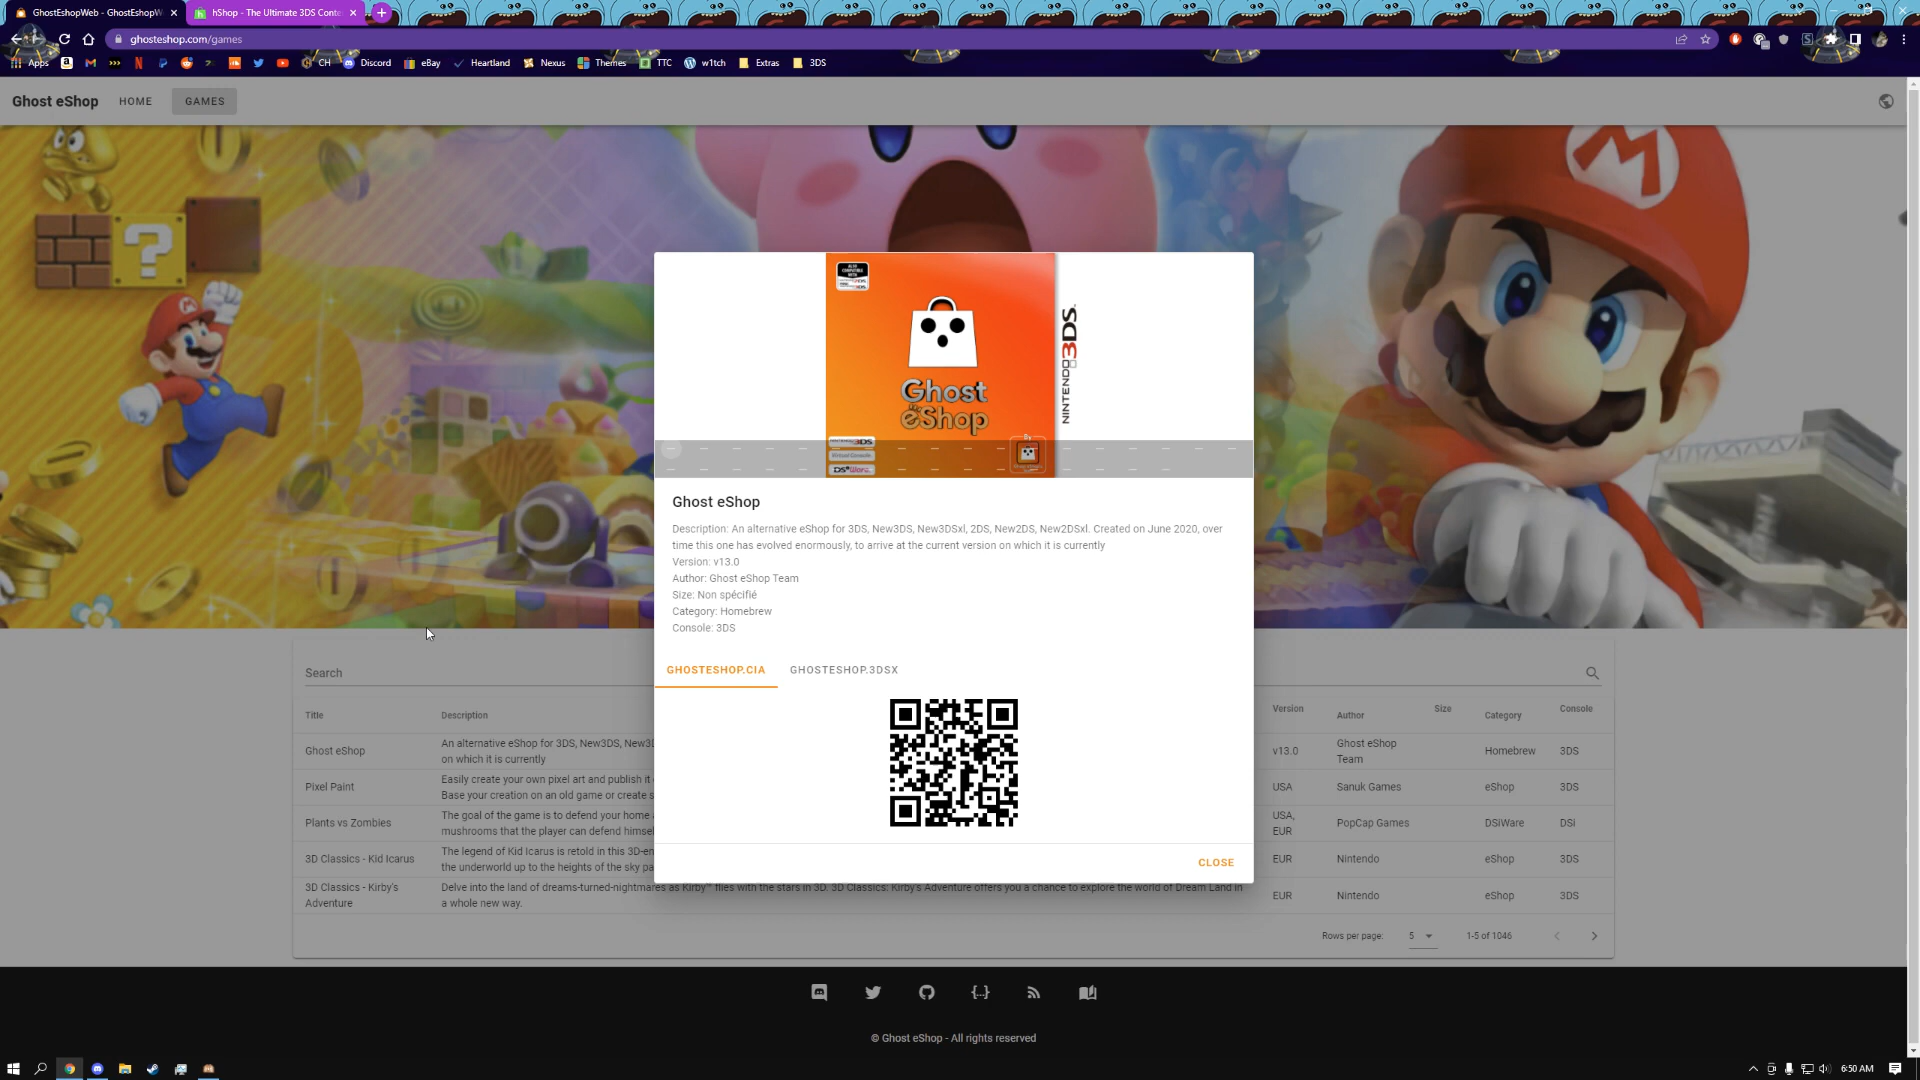 GhostEshopWeb - GhostEshopW
hShop - The Ultimate 3DS Conte
ghosteshop.com/games
Apps
CH
Discord
eBay
Heartland
Nexus
Themes
TTC
w1tch
Extras
3DS
Ghost eShop
HOME
GAMES
NINTENDO3DS
Ghost
eShop
Virtual Console
Ghost eShop
Description: An alternative eShop for 3DS, New3DS, New3DSxl, 2DS, New2DS, New2DSxl. Created on June 2020, over
time this one has evolved enormously, to arrive at the current version on which it is currently
Version: v13.0
Author: Ghost eShop Team
Size: Non spécifié
Category: Homebrew
Console: 3DS
GHOSTESHOP.CIA
GHOSTESHOP.3DSX
CLOSE
Search
Title
Description
Version
Author
Size
Category
Console
Ghost eShop
An alternative eShop for 3DS, New3DS, New3D
on which it is currently
v13.0
Ghost eShop
Team
Homebrew
3DS
Pixel Paint
Easily create your own pixel art and publish it
Base your creation on an old game or create s
USA
Sanuk Games
eShop
3DS
Plants vs Zombies
The goal of the game is to defend your home
mushrooms that the player can defend himse
USA,
EUR
PopCap Games
DSiWare
DSi
3D Classics - Kid Icarus
The legend of Kid Icarus is retold in this 3D-en
the underworld up to the heights of the sky pa
EUR
Nintendo
eShop
3DS
3D Classics - Kirby's
Adventure
Delve into the land of dreams-turned-nightmares as Kirby™ flies with the stars in 3D. 3D Classics: Kirby's Adventure offers you a chance to explore the world of Dream Land in
a whole new way.
EUR
Nintendo
eShop
3DS
Rows per page:
5
1-5 of 1046
© Ghost eShop - All rights reserved
6:50 AM